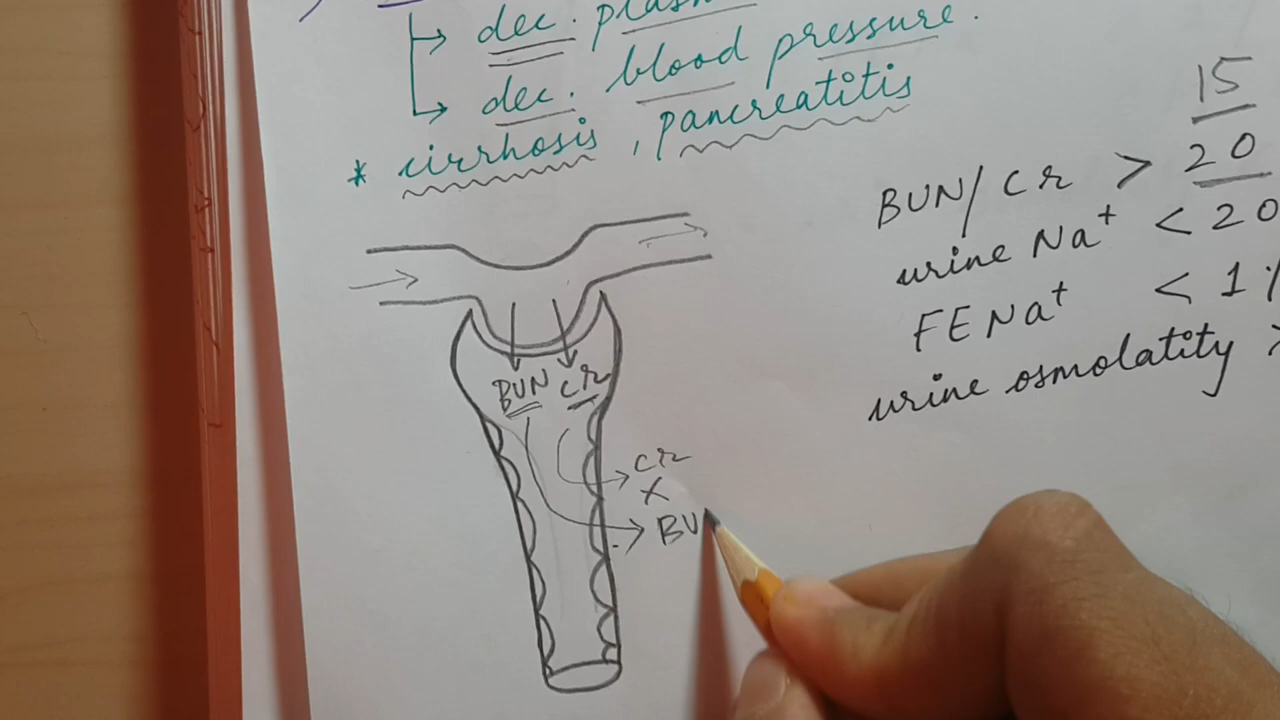 dec.
dec. blood pressure.
* cirrhosis, pancreatitis
15
BUN/Cr > 20
urine Na+ < 20
FENa+ < 1%
urine osmolatity >
BUN Cr
Cr
X
BU